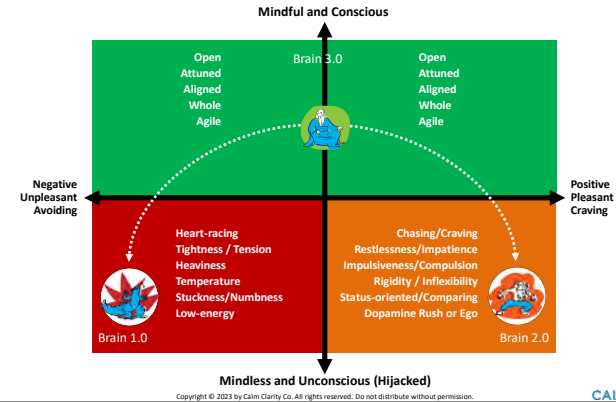 Mindful and Conscious
Brain 3.0
Open
Attuned
Aligned
Whole
Agile
Open
Attuned
Aligned
Whole
Agile
Negative
Unpleasant
Avoiding
Positive
Pleasant
Craving
Heart-racing
Tightness / Tension
Heaviness
Temperature
Stuckness/Numbness
Low-energy
Brain 1.0
Chasing/Craving
Restlessness/Impatience
Impulsiveness/Compulsion
Rigidity / Inflexibility
Status-oriented/Comparing
Dopamine Rush or Ego
Brain 2.0
Mindless and Unconscious (Hijacked)
Copyright © 2023 by Calm Clarity Co. All rights reserved. Do not distribute without permission.
CAL